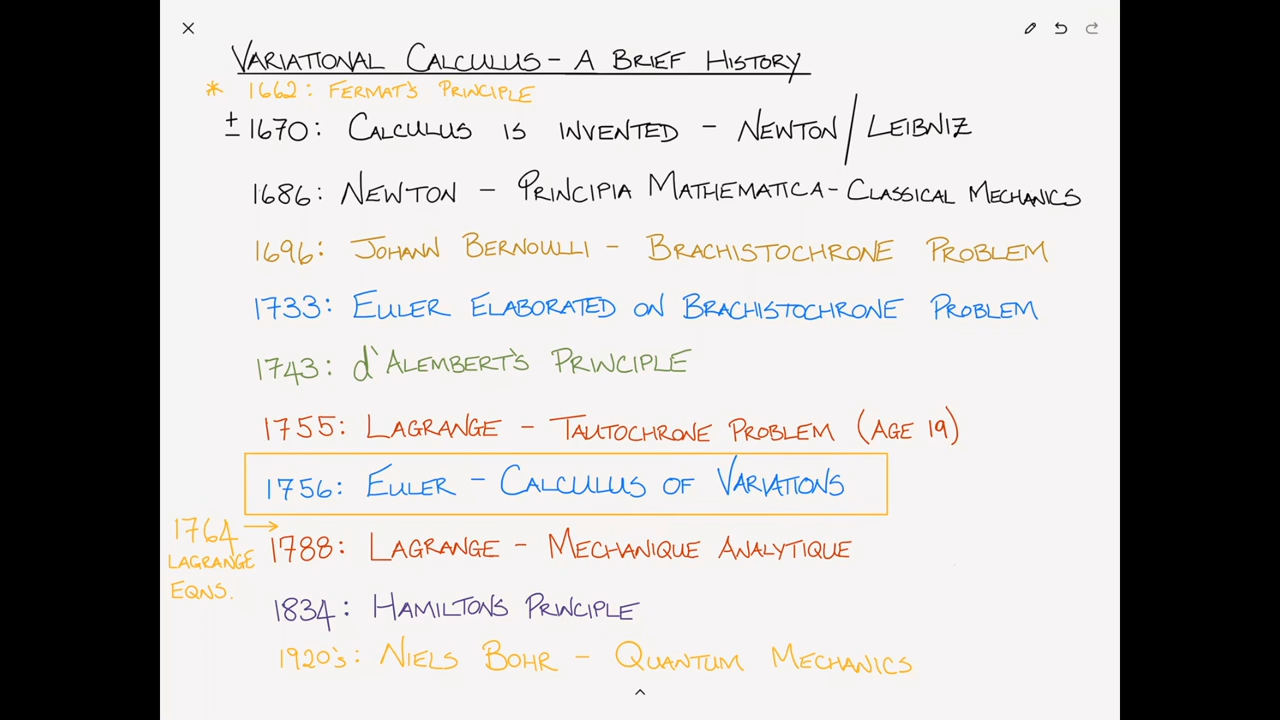 VARIATIONAL CALCULUS - A BRIEF HISTORY
* 1662: FERMAT'S PRINCIPLE
± 1670: CALCULUS IS INVENTED - NEWTON / LEIBNIZ
1686: NEWTON - PRINCIPIA MATHEMATICA - CLASSICAL MECHANICS
1696: JOHANN BERNOULLI - BRACHISTOCHRONE PROBLEM
1733: EULER ELABORATED ON BRACHISTOCHRONE PROBLEM
1743: d'ALEMBERT'S PRINCIPLE
1755: LAGRANGE - TAUTOCHRONE PROBLEM (AGE 19)
1756: EULER - CALCULUS OF VARIATIONS
1764 →
LAGRANGE
EQNS.
1788: LAGRANGE - MECHANIQUE ANALYTIQUE
1834: HAMILTONS PRINCIPLE
1920's: NIELS BOHR - QUANTUM MECHANICS